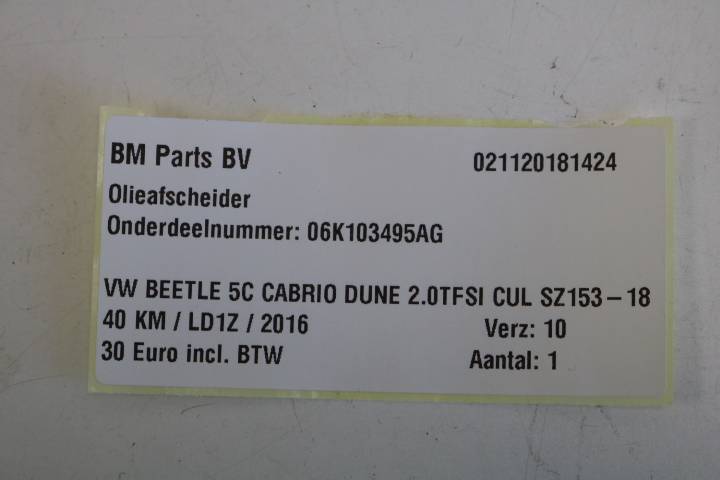 BM Parts BV 021120181424
Olieafscheider
Onderdeelnummer: 06K103495AG
VW BEETLE 5C CABRIO DUNE 2.0TFSI CUL SZ153-18
40 KM / LD1Z / 2016 Verz: 10
30 Euro incl. BTW Aantal: 1